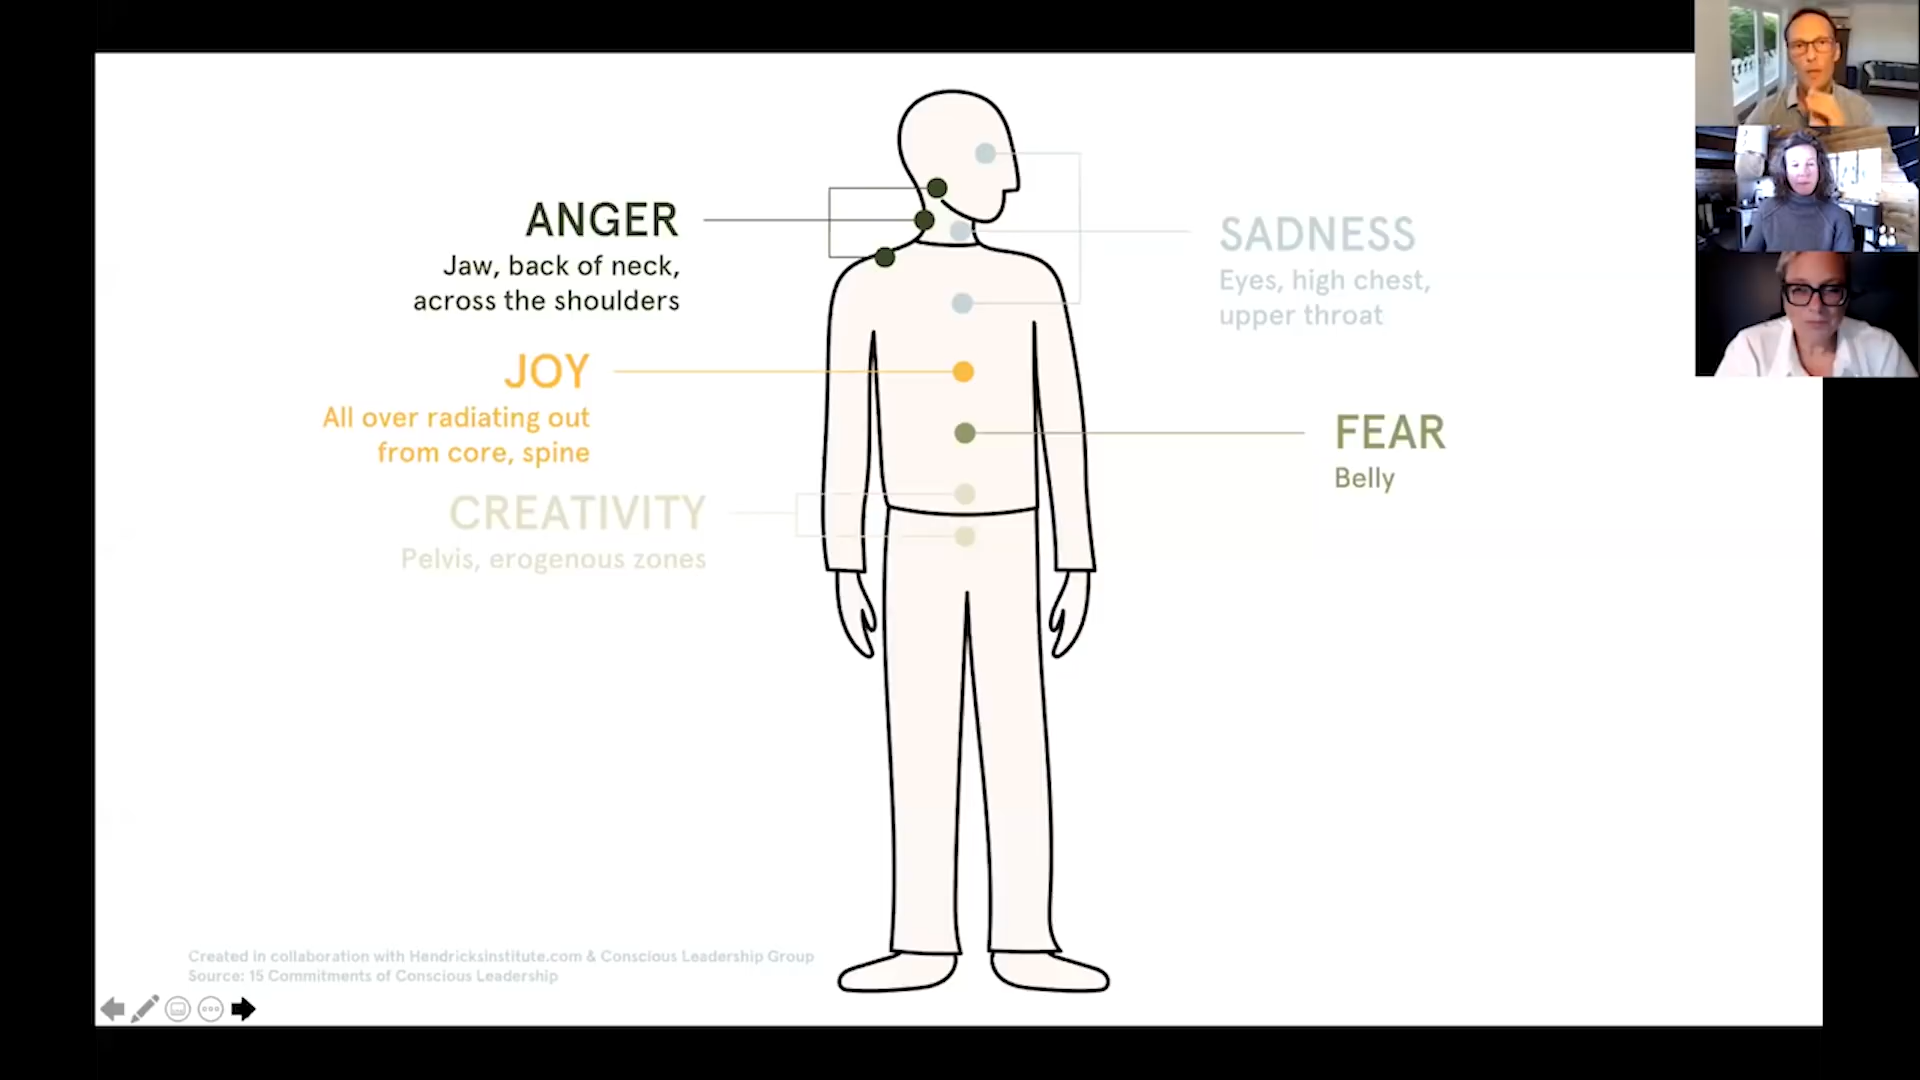 ANGER
Jaw, back of neck,
across the shoulders
SADNESS
Eyes, high chest,
upper throat
JOY
All over radiating out
from core, spine
FEAR
Belly
CREATIVITY
Pelvis, erogenous zones
Created in collaboration with Hendricksinstitute.com & Conscious Leadership Group
Source: 15 Commitments of Conscious Leadership